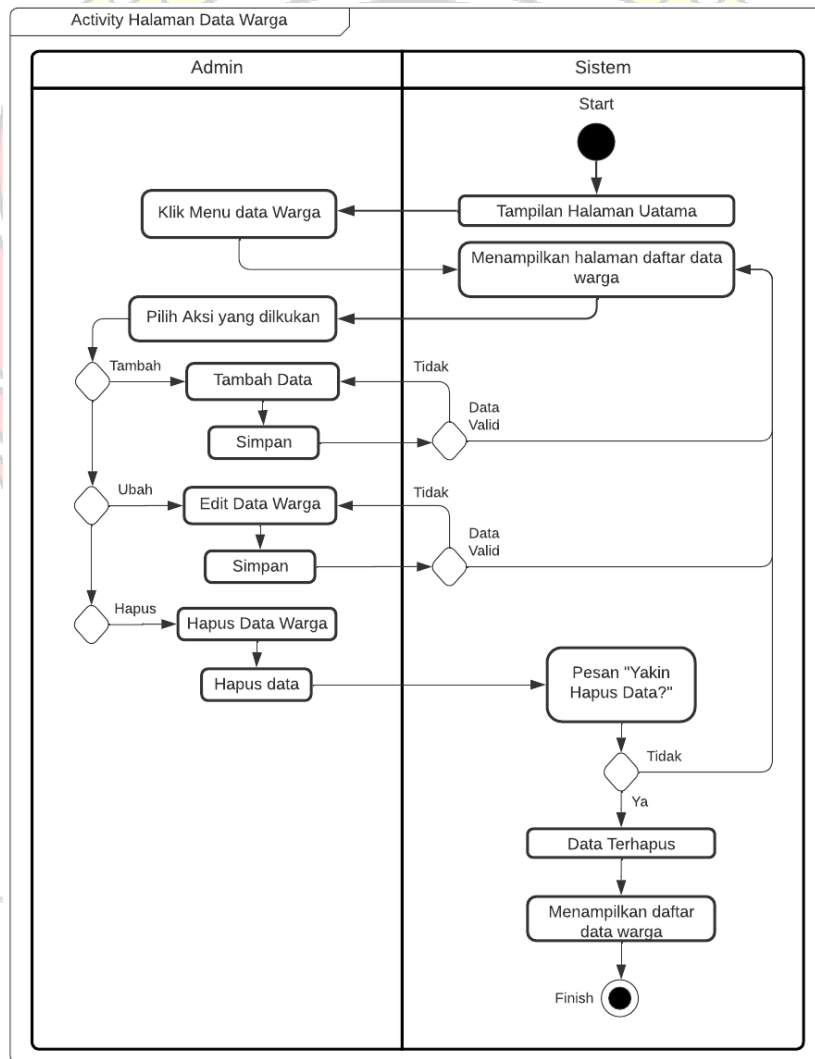 Activity Halaman Data Warga
Admin
Sistem
Start
Klik Menu data Warga
Tampilan Halaman Uatama
Menampilkan halaman daftar data
warga
Pilih Aksi yang dilkukan
Tambah
Tambah Data
Tidak
Data
Valid
Simpan
Ubah
Edit Data Warga
Tidak
Data
Valid
Simpan
Hapus
Hapus Data Warga
Hapus data
Pesan "Yakin
Hapus Data?"
Tidak
Ya
Data Terhapus
Menampilkan daftar
data warga
Finish